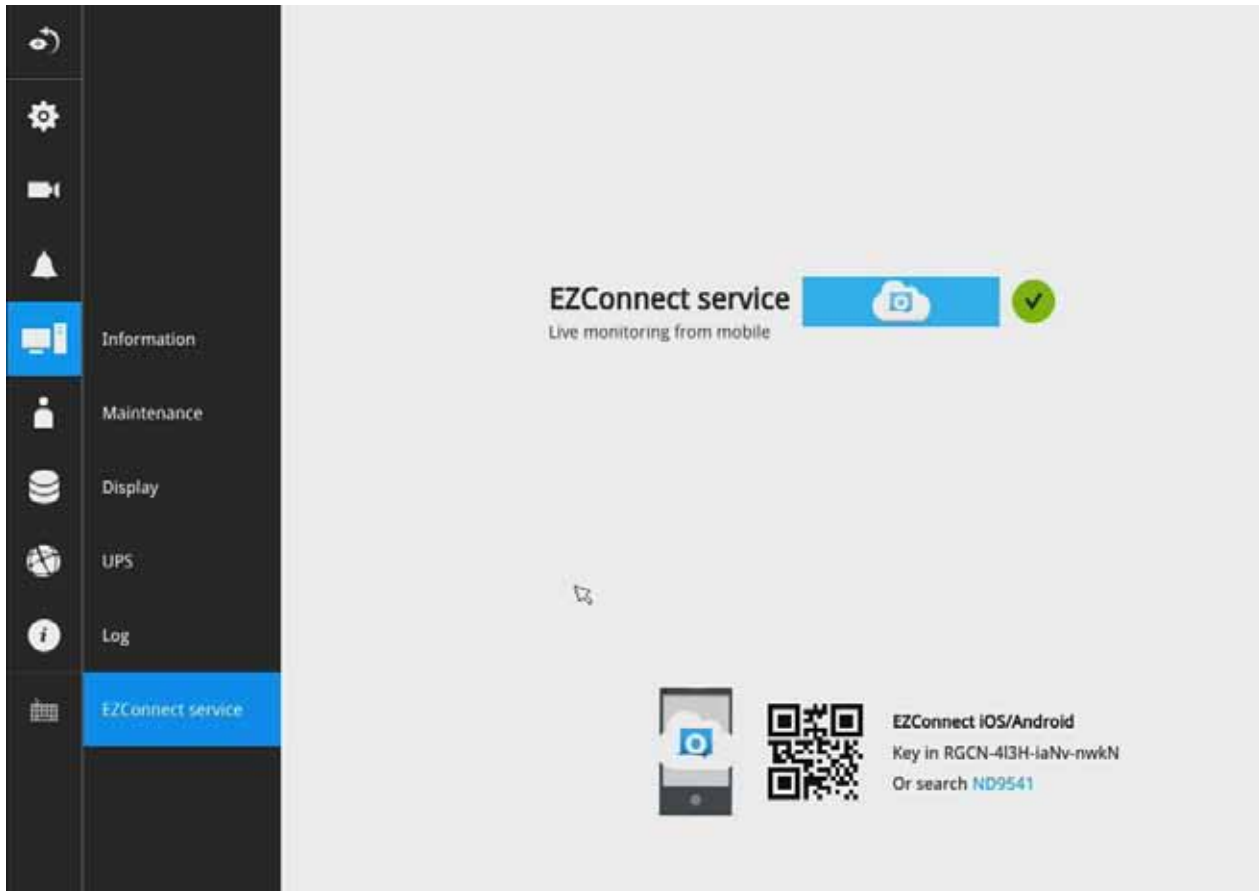 EZConnect service
Live monitoring from mobile
Information
Maintenance
Display
UPS
Log
EZConnect service
EZConnect iOS/Android
Key in RGCN-4l3H-iaNv-nwkN
Or search ND9541